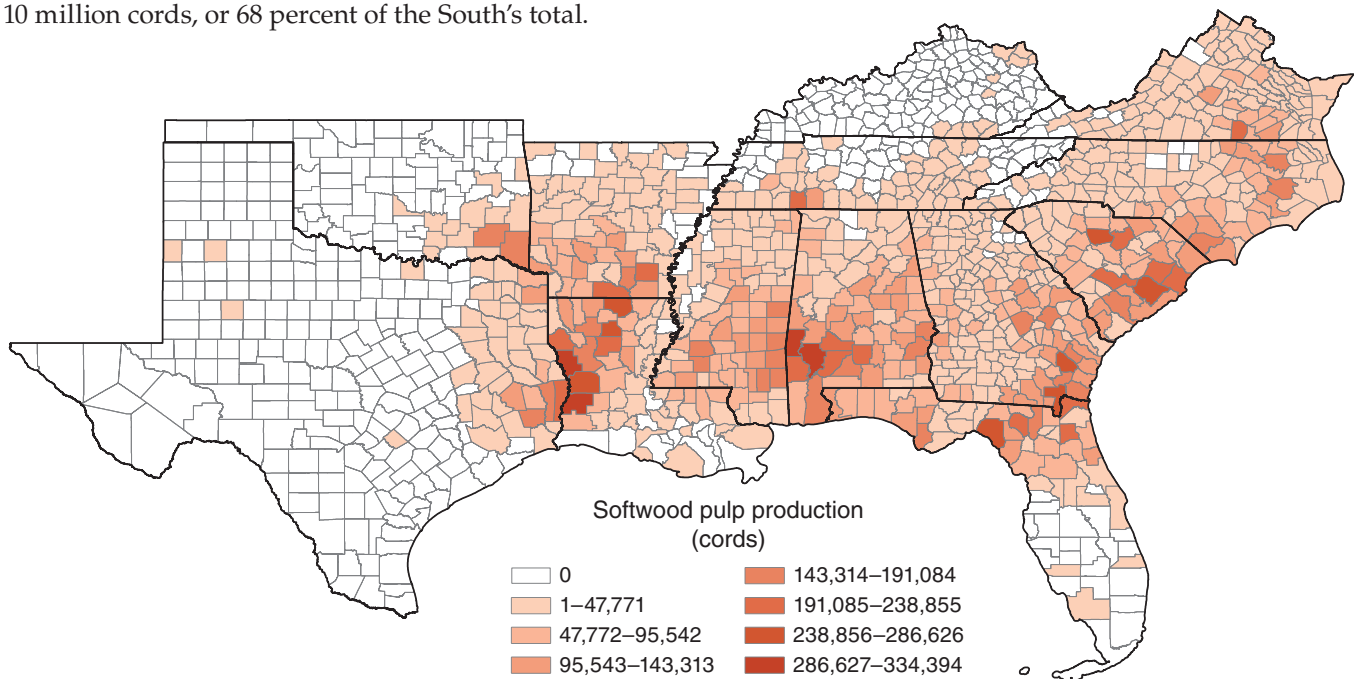 10 million cords, or 68 percent of the South’s total.
Softwood pulp production
(cords)
0
1–47,771
47,772–95,542
95,543–143,313
143,314–191,084
191,085–238,855
238,856–286,626
286,627–334,394